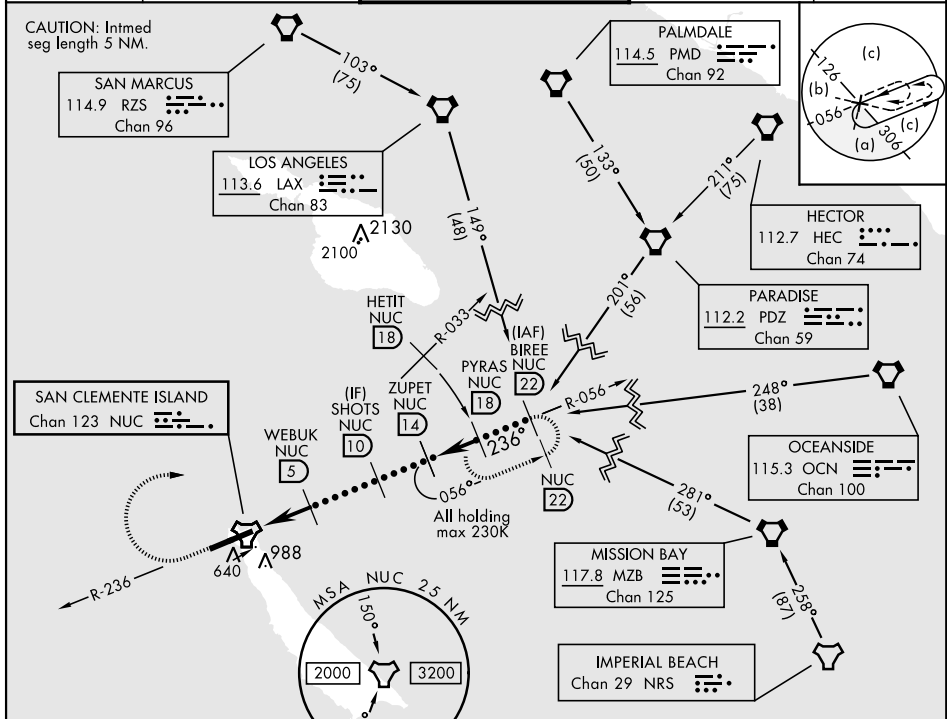 CAUTION: Intmed
seg length 5 NM.
SAN MARCUS
114.9 RZS
Chan 96
103°
(75)
LOS ANGELES
113.6 LAX
Chan 83
2130
2100
149°
(48)
PALMDALE
114.5 PMD
Chan 92
133°
(50)
211°
(75)
126
(c)
(b)
056
(c)
(a)
306
HECTOR
112.7 HEC
Chan 74
PARADISE
112.2 PDZ
Chan 59
201°
(56)
HETIT
NUC
18
R-033
(IAF)
BIREE
NUC
22
PYRAS
NUC
18
ZUPET
NUC
14
(IF)
SHOTS
NUC
10
WEBUK
NUC
5
SAN CLEMENTE ISLAND
Chan 123 NUC
R-056
236°
056°
NUC
22
All holding
max 230K
248°
(38)
OCEANSIDE
115.3 OCN
Chan 100
281°
(53)
MISSION BAY
117.8 MZB
Chan 125
258°
(87)
IMPERIAL BEACH
Chan 29 NRS
R-236
640
988
MSA NUC 25 NM
150°
2000
3200